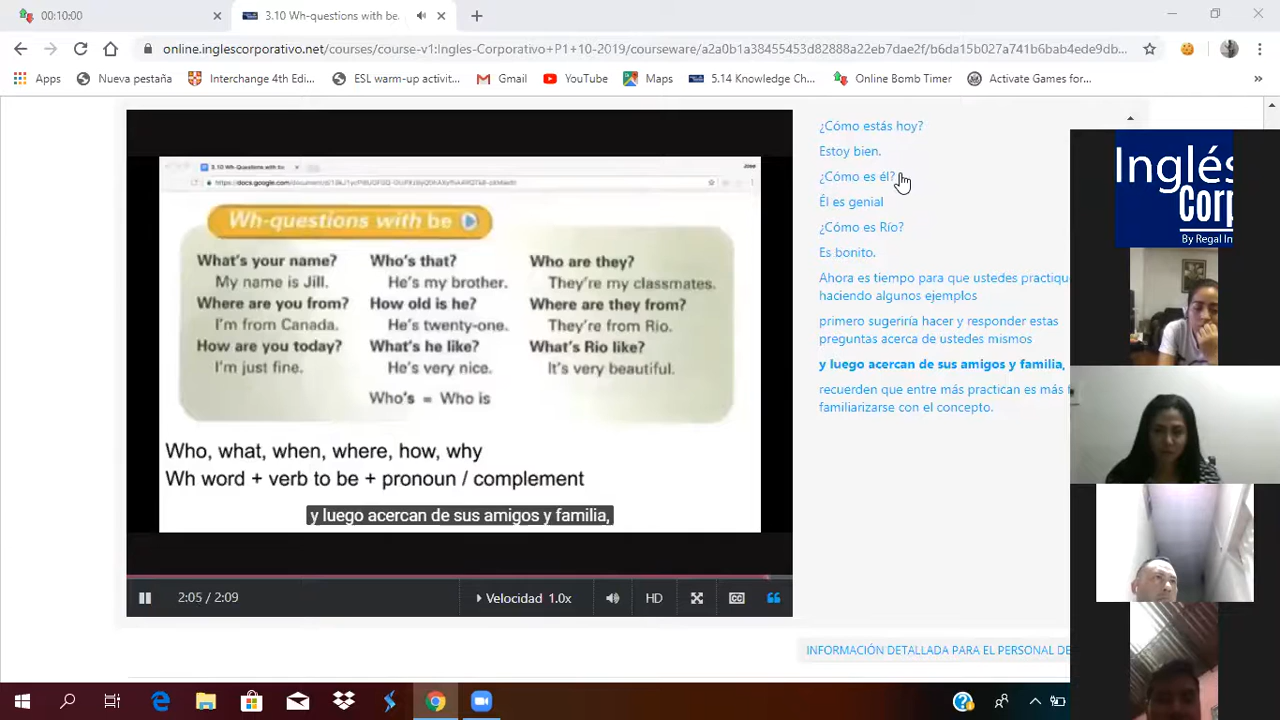 00:10:00
3.10 Wh-questions with be.
online.inglescorporativo.net/courses/course-v1:Ingles-Corporativo+P1+10-2019/courseware/a2a0b1a38455453d82888a22eb7dae2f/b6da15b027a741b6bab4ede9db...
Apps
Nueva pestaña
Interchange 4th Edi...
ESL warm-up activit...
Gmail
YouTube
Maps
5.14 Knowledge Ch...
Online Bomb Timer
Activate Games for...
»
Jose
Wh-questions with be
What's your name?
My name is Jill.
Where are you from?
I'm from Canada.
How are you today?
I'm just fine.
Who's that?
He's my brother.
How old is he?
He's twenty-one.
What's he like?
He's very nice.
Who's = Who is
Who are they?
They're my classmates.
Where are they from?
They're from Rio.
What's Rio like?
It's very beautiful.
Who, what, when, where, how, why
Wh word + verb to be + pronoun / complement
y luego acercan de sus amigos y familia,
2:05 / 2:09
Velocidad 1.0x
HD
CC
¿Cómo estás hoy?
Estoy bien.
¿Cómo es él?
Êl es genial
¿Cómo es Río?
Es bonito.
Ahora es tiempo para que ustedes practiqu
haciendo algunos ejemplos
primero sugeriría hacer y responder estas
preguntas acerca de ustedes mismos
y luego acercan de sus amigos y familia,
recuerden que entre más practican es más f
familiarizarse con el concepto.
INFORMACIÓN DETALLADA PARA EL PERSONAL DE
Inglés
Corp
By Regal In